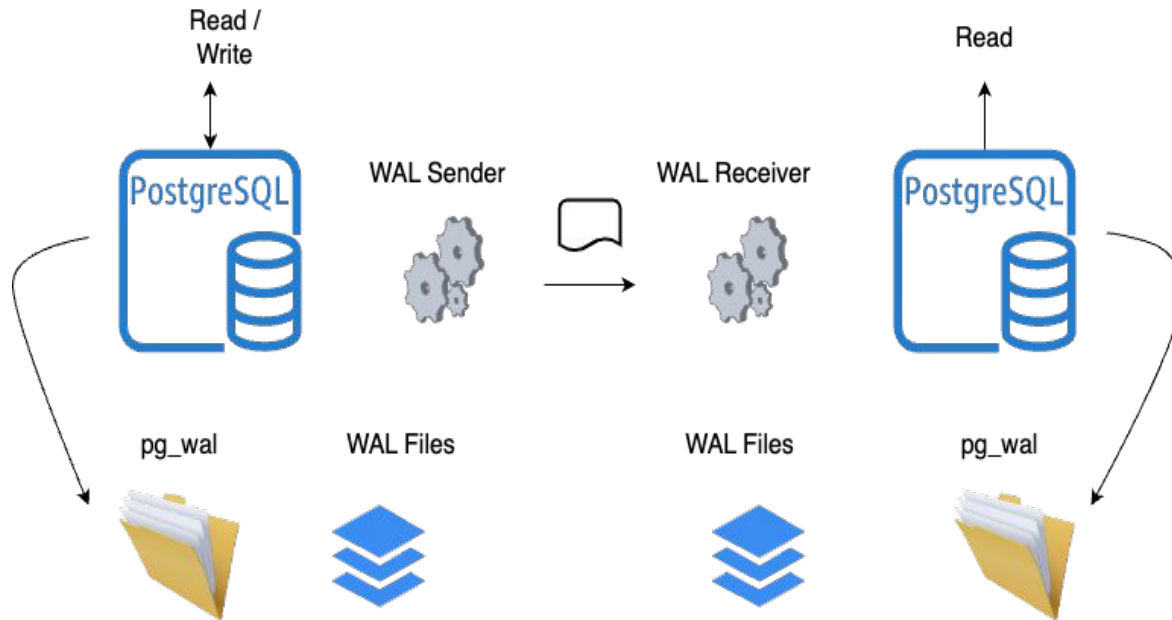 Read /
Write
Read
PostgreSQL
WAL Sender
WAL Receiver
PostgreSQL
pg_wal
WAL Files
WAL Files
pg_wal